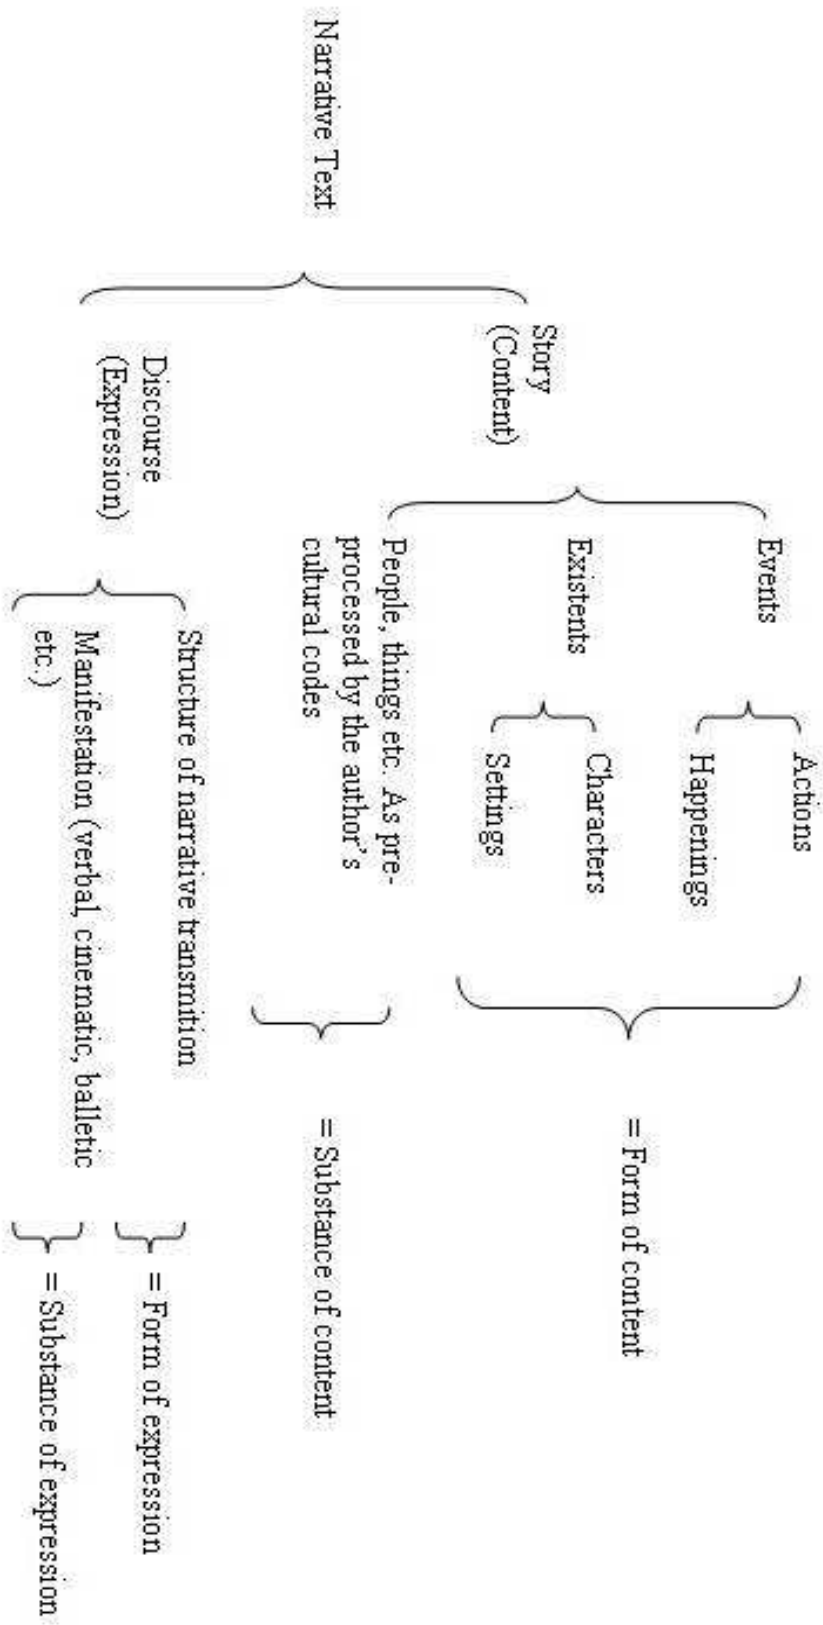 Narrative Text
Story
(Content)
Events
Actions
Happenings
Existents
Characters
Settings
= Form of content
People, things etc. As pre-
processed by the author's
cultural codes
= Substance of content
Discourse
(Expression)
Structure of narrative transmition
= Form of expression
Manifestation (verbal, cinematic, balletic
etc.)
= Substance of expression